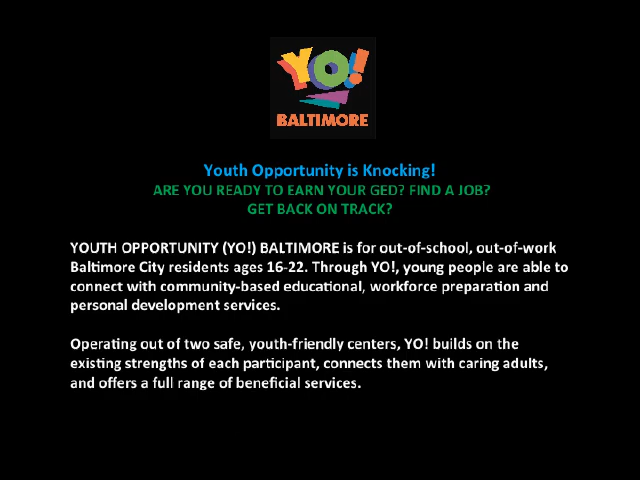 YO!
BALTIMORE
Youth Opportunity is Knocking!
ARE YOU READY TO EARN YOUR GED? FIND A JOB?
GET BACK ON TRACK?
YOUTH OPPORTUNITY (YO!) BALTIMORE is for out-of-school, out-of-work
Baltimore City residents ages 16-22. Through YO!, young people are able to
connect with community-based educational, workforce preparation and
personal development services.
Operating out of two safe, youth-friendly centers, YO! builds on the
existing strengths of each participant, connects them with caring adults,
and offers a full range of beneficial services.